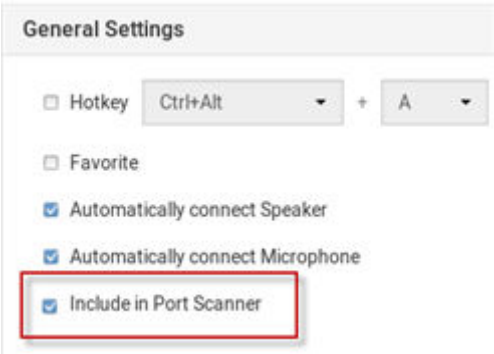 General Settings
Hotkey Ctrl+Alt + A
Favorite
Automatically connect Speaker
Automatically connect Microphone
Include in Port Scanner